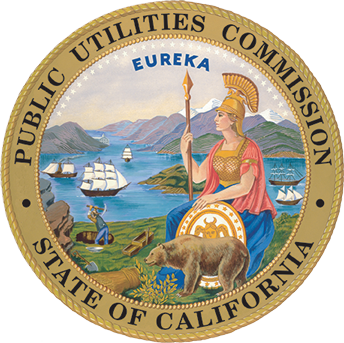 PUBLIC UTILITIES COMMISSION
EUREKA
STATE OF CALIFORNIA